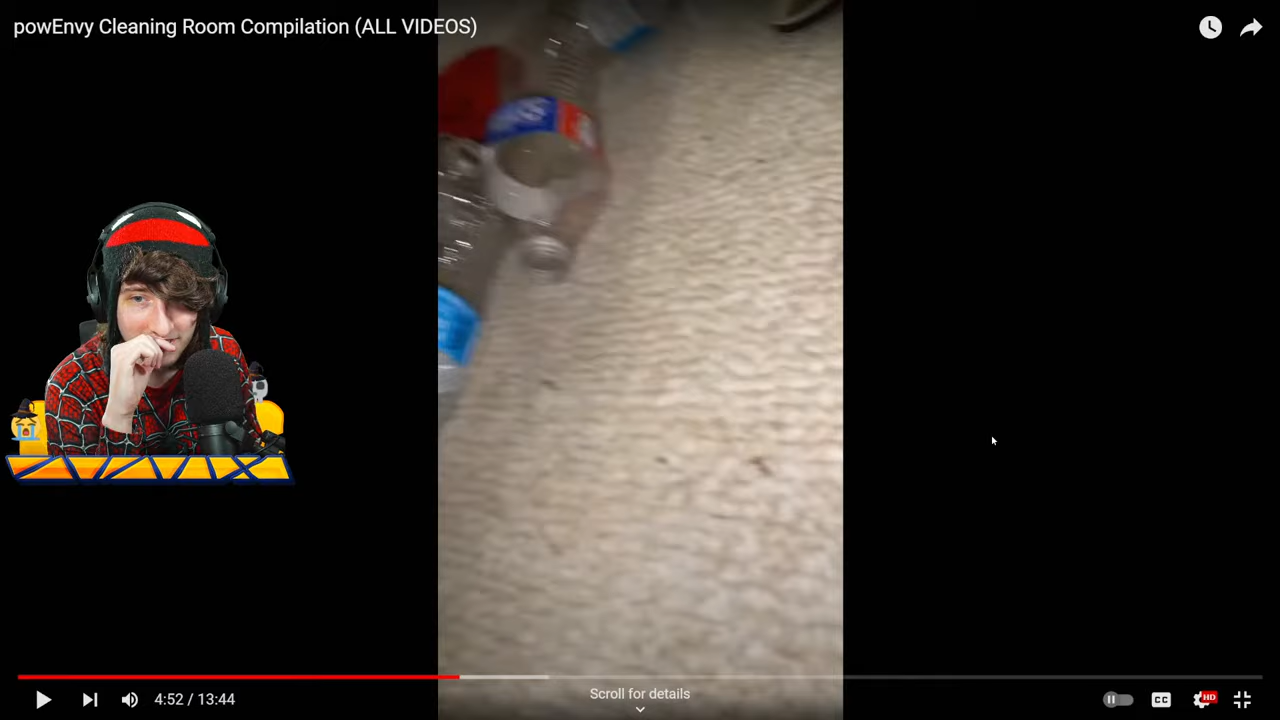 powEnvy Cleaning Room Compilation (ALL VIDEOS)
4:52 / 13:44
Scroll for details
CC
HD